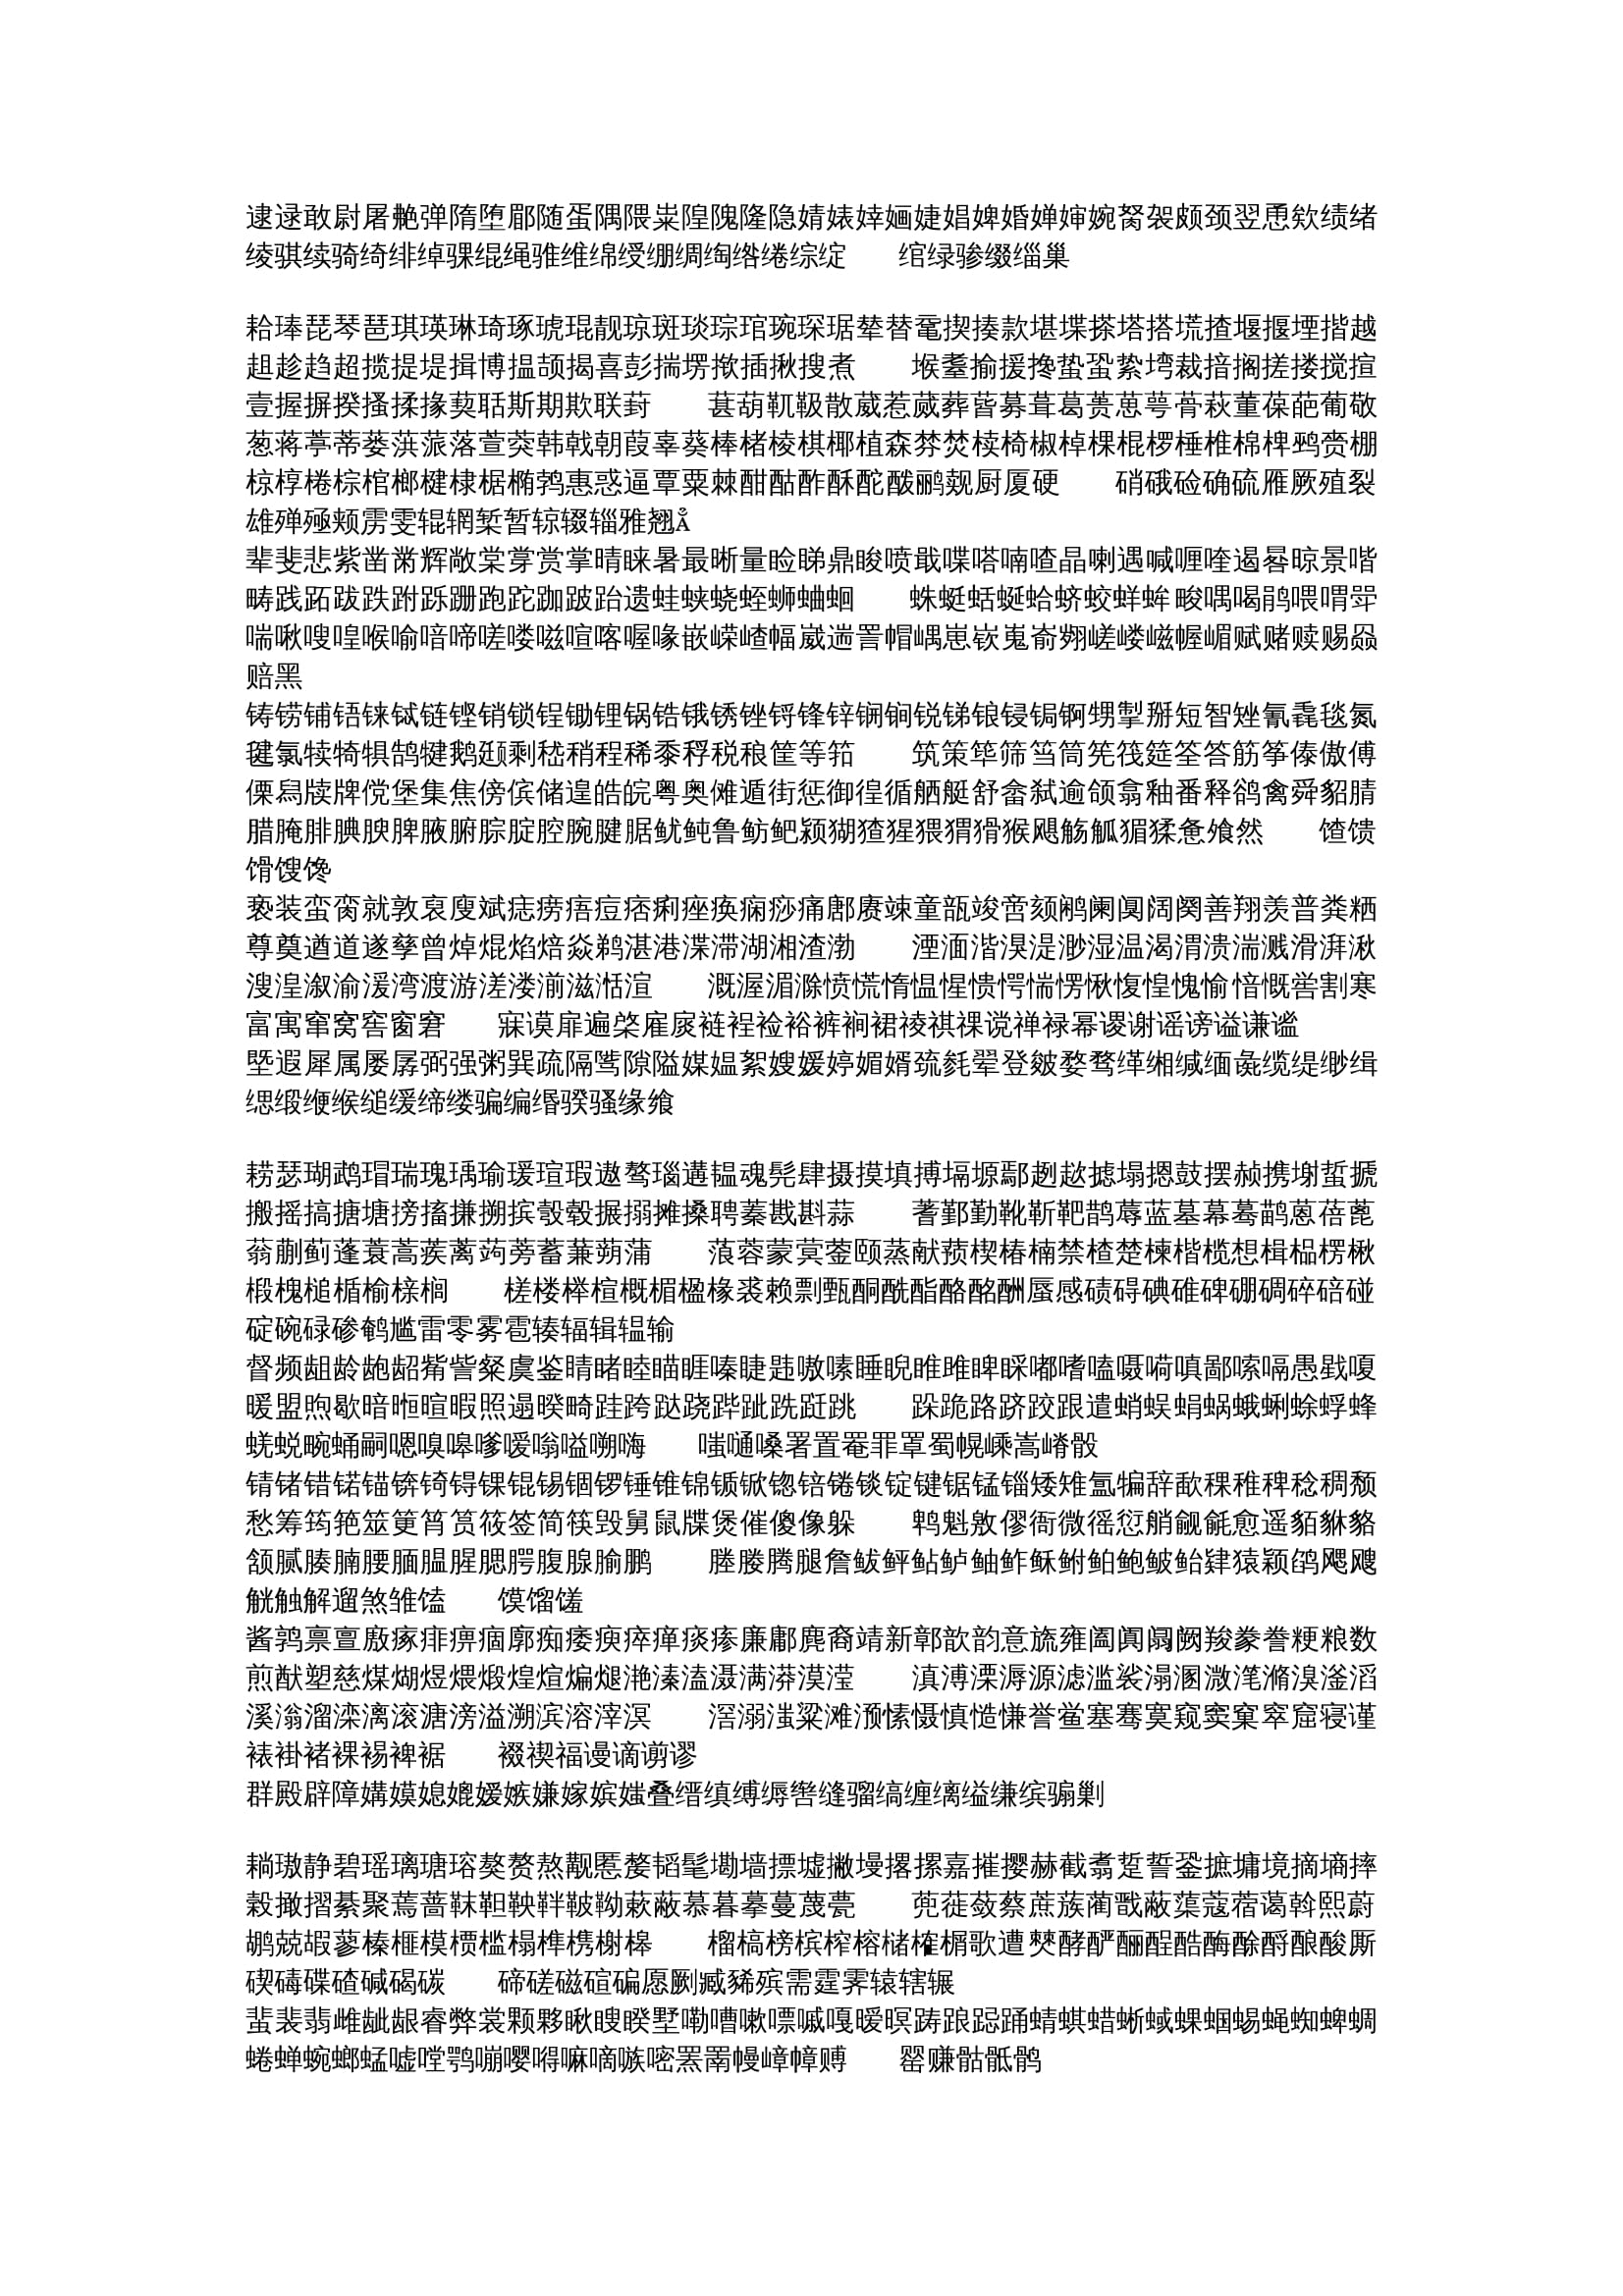 逮逯敢尉屠艴弹隋堕郿随蛋隅隈粜隍隗隆隐婧婊婞婳婕娼婢婚婵婶婉胬袈颇颈翌恿欸绩绪
绫骐续骑绮绯绰骒绲绳骓维绵绶绷绸绹绺绻综绽 绾绿骖缀缁巢

耠琫琵琴琶琪瑛琳琦琢琥琨靓琼斑琰琮琯琬琛琚辇替鼋揳揍款堪堞搽塔搭塃揸堰揠堙揩越
趄趁趋超揽提堤揖博揾颉揭喜彭揣塄揿插揪搜煮 堠耋揄援搀蛰蛩絷塆裁掊搁搓搂搅揎
壹握摒揆搔揉掾葜聒斯期欺联葑 葚葫靰靸散葳惹蒇葬蒈募葺葛蒉葸萼蓇萩董葆葩葡敬
葱蒋葶蒂蒌蓱蒎落萱葖韩戟朝葭辜葵棒楮棱棋椰植森棼焚椟椅椒棹棵棍椤棰椎棉椑鹀赍棚
椋椁棬棕棺榔楗棣椐椭鹁惠惑逼覃粟棘酣酤酢酥酡酦鹂觌厨厦硬 硝硪硷确硫雁厥殖裂
雄殚殛颊雳雯辊辋椠暂辌辍辎雅翘
辈斐悲紫凿黹辉敞棠牚赏掌晴睐暑最晰量睑睇鼎睃喷戢喋嗒喃喳晶喇遇喊喱喹遏晷晾景喈
畴践跖跋跌跗跞跚跑跎跏跛跆遗蛙蛱蛲蛭蛳蛐蛔 蛛蜓蛞蜒蛤蛴蛟蛘蛑畯喁喝鹃喂喟斝
喘啾嗖喤喉喻喑啼嗟喽嗞喧喀喔喙嵌嵘嵖幅崴遄詈帽嵎崽嵚嵬嵛翙嵯嵝嵫幄嵋赋赌赎赐赑
赔黑
铸铹铺铻铼铽链铿销锁锃锄锂锅锆锇锈锉锊锋锌锎锏锐锑锒锓锔锕甥掣掰短智矬氰毳毯氮
毽氯犊犄犋鹄犍鹅颋剩嵇稍程稀黍稃税稂筐等筘 筑策筚筛筜筒筅筏筵筌答筋筝傣傲傅
傈舄牍牌傥堡集焦傍傧储遑皓皖粤奥傩遁街惩御徨循舾艇舒畲弑逾颌翕釉番释鹆禽舜貂腈
腊腌腓腆腴脾腋腑腙腚腔腕腱腒鱿鲀鲁鲂鲃颍猢猹猩猥猬猾猴飓觞觚猸猱惫飧然 馇馈
馉馊馋
亵装蛮脔就敦裒廋斌痣痨痦痘痞痢痤痪痫痧痛鄌赓竦童瓿竣啻颏鹇阑阒阔阕善翔羡普粪粞
尊奠遒道遂孳曾焯焜焰焙焱鹈湛港渫滞湖湘渣渤 湮湎湝湨湜渺湿温渴渭溃湍溅滑湃湫
溲湟溆渝湲湾渡游溠溇湔滋湉渲 溉渥湄滁愤慌惰愠惺愦愕惴愣愀愎惶愧愉愔慨喾割寒
富寓窜窝窖窗窘 寐谟扉遍棨雇扊裢裎裣裕裤裥裙祾祺祼谠禅禄幂谡谢谣谤谥谦谧
塈遐犀属屡孱弼强粥巽疏隔骘隙隘媒媪絮嫂媛婷媚婿巯毵翚登皴婺骛缂缃缄缅彘缆缇缈缉
缌缎缏缑缒缓缔缕骗编缗骙骚缘飨

耢瑟瑚鹉瑁瑞瑰瑀瑜瑗瑄瑕遨骜瑙遘韫魂髡肆摄摸填搏塥塬鄢趔趑摅塌摁鼓摆赪携塮蜇搋
搬摇搞搪塘搒搐搛搠摈彀毂搌搦摊搡聘蓁戡斟蒜 蓍鄞勤靴靳靶鹊蓐蓝墓幕蓦鹋蒽蓓蓖
蓊蒯蓟蓬蓑蒿蒺蓠蒟蒡蓄蒹蒴蒲 蒗蓉蒙蓂蓥颐蒸献蓣楔椿楠禁楂楚楝楷榄想楫榀楞楸
椴槐槌楯榆榇榈 槎楼榉楦概楣楹椽裘赖剽甄酮酰酯酪酩酬蜃感碛碍碘碓碑硼碉碎碚碰
碇碗碌碜鹌尴雷零雾雹辏辐辑辒输
督频龃龄龅龆觜訾粲虞鉴睛睹睦瞄睚嗪睫韪嗷嗉睡睨睢雎睥睬嘟嗜嗑嗫嗬嗔鄙嗦嗝愚戥嗄
暖盟煦歇暗暅暄暇照遢暌畸跬跨跶跷跸跐跣跹跳 跺跪路跻跤跟遣蛸蜈蜎蜗蛾蜊蜍蜉蜂
蜣蜕畹蛹嗣嗯嗅嗥嗲嗳嗡嗌嗍嗨 嗤嗵嗓署置罨罪罩蜀幌嵊嵩嵴骰
锖锗错锘锚锛锜锝锞锟锡锢锣锤锥锦锧锨锪锫锩锬锭键锯锰锱矮雉氲犏辞歃稞稚稗稔稠颓
愁筹筠筢筮筻筲筼筱签简筷毁舅鼠牒煲催傻像躲 鹎魁敫僇衙微徭愆艄觎毹愈遥貊貅貉
颔腻腠腩腰腼腽腥腮腭腹腺腧鹏 塍媵腾腿詹鲅鲆鲇鲈鲉鲊稣鲋鲌鲍鲏鲐肄猿颖鹐飔飕
觥触解遛煞雏馌 馍馏馐
酱鹑禀亶廒瘃痱痹痼廓痴痿瘐瘁瘅痰瘆廉鄘麂裔靖新鄣歆韵意旒雍阖阗阘阙羧豢誊粳粮数
煎猷塑慈煤煳煜煨煅煌煊煸煺滟溱溘滠满漭漠滢 滇溥溧溽源滤滥裟溻溷溦滗滫溴滏滔
溪滃溜滦漓滚溏滂溢溯滨溶滓溟 滘溺滍粱滩滪愫慑慎慥慊誉鲎塞骞寞窥窦窠窣窟寝谨
裱褂褚裸裼裨裾 裰禊福谩谪谫谬
群殿辟障媾嫫媳媲嫒嫉嫌嫁嫔媸叠缙缜缚缛辔缝骝缟缠缡缢缣缤骟剿

耥璈静碧瑶璃瑭瑢獒赘熬觏慝嫠韬髦墈墙摽墟撇墁撂摞嘉摧撄赫截翥踅誓銎摭墉境摘墒摔
榖撖摺綦聚蔫蔷靺靼鞅靽鞁靿蔌蔽慕暮摹蔓蔑甍 蔸蓰蔹蔡蔗蔟蔺戬蔽蕖蔻蓿蔼斡熙蔚
鹕兢嘏蓼榛榧模槚槛榻榫槜榭槔 榴槁榜槟榨榕槠榷榍歌遭僰酵酽酾酲酷酶酴酹酿酸厮
碶碡碟碴碱碣碳 碲磋磁碹碥愿劂臧豨殡需霆霁辕辖辗
蜚裴翡雌龇龈睿弊裳颗夥瞅瞍睽墅嘞嘈嗽嘌嘁嘎暧暝踌踉跽踊蜻蜞蜡蜥蜮蜾蝈蜴蝇蜘蜱蜩
蜷蝉蜿螂蜢嘘嘡鹗嘣嘤嘚嘛嘀嗾嘧罴罱幔嶂幛赙 罂赚骷骶鹘